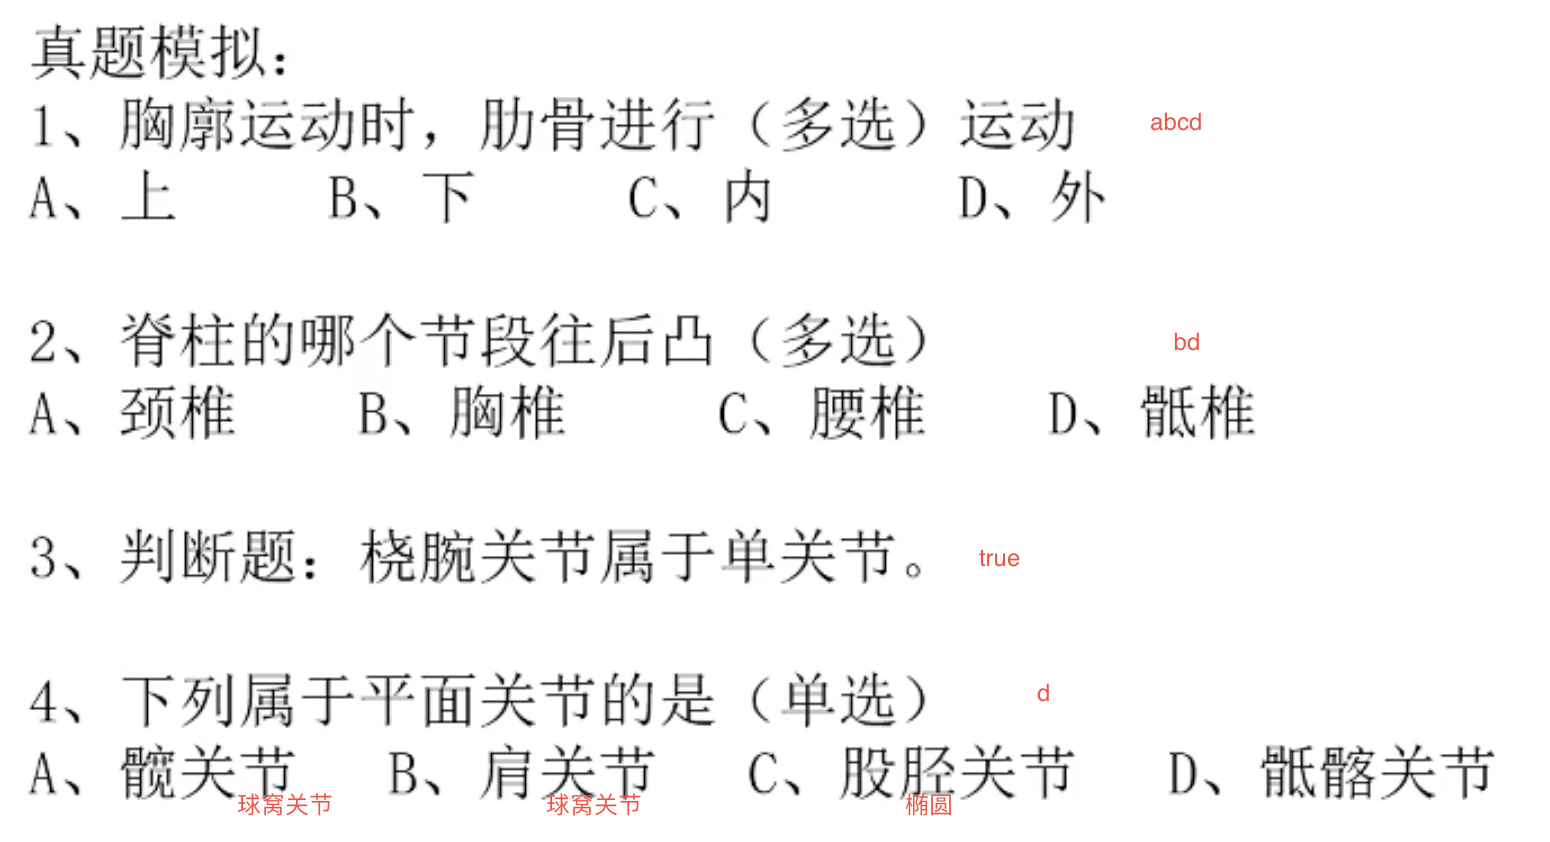 真题模拟：
1、胸廓运动时，肋骨进行（多选）运动 abcd
A、上 B、下 C、内 D、外
2、脊柱的哪个节段往后凸（多选） bd
A、颈椎 B、胸椎 C、腰椎 D、骶椎
3、判断题：桡腕关节属于单关节。 true
4、下列属于平面关节的是（单选） d
A、髋关节 B、肩关节 C、股胫关节 D、骶髂关节
球窝关节 球窝关节 椭圆